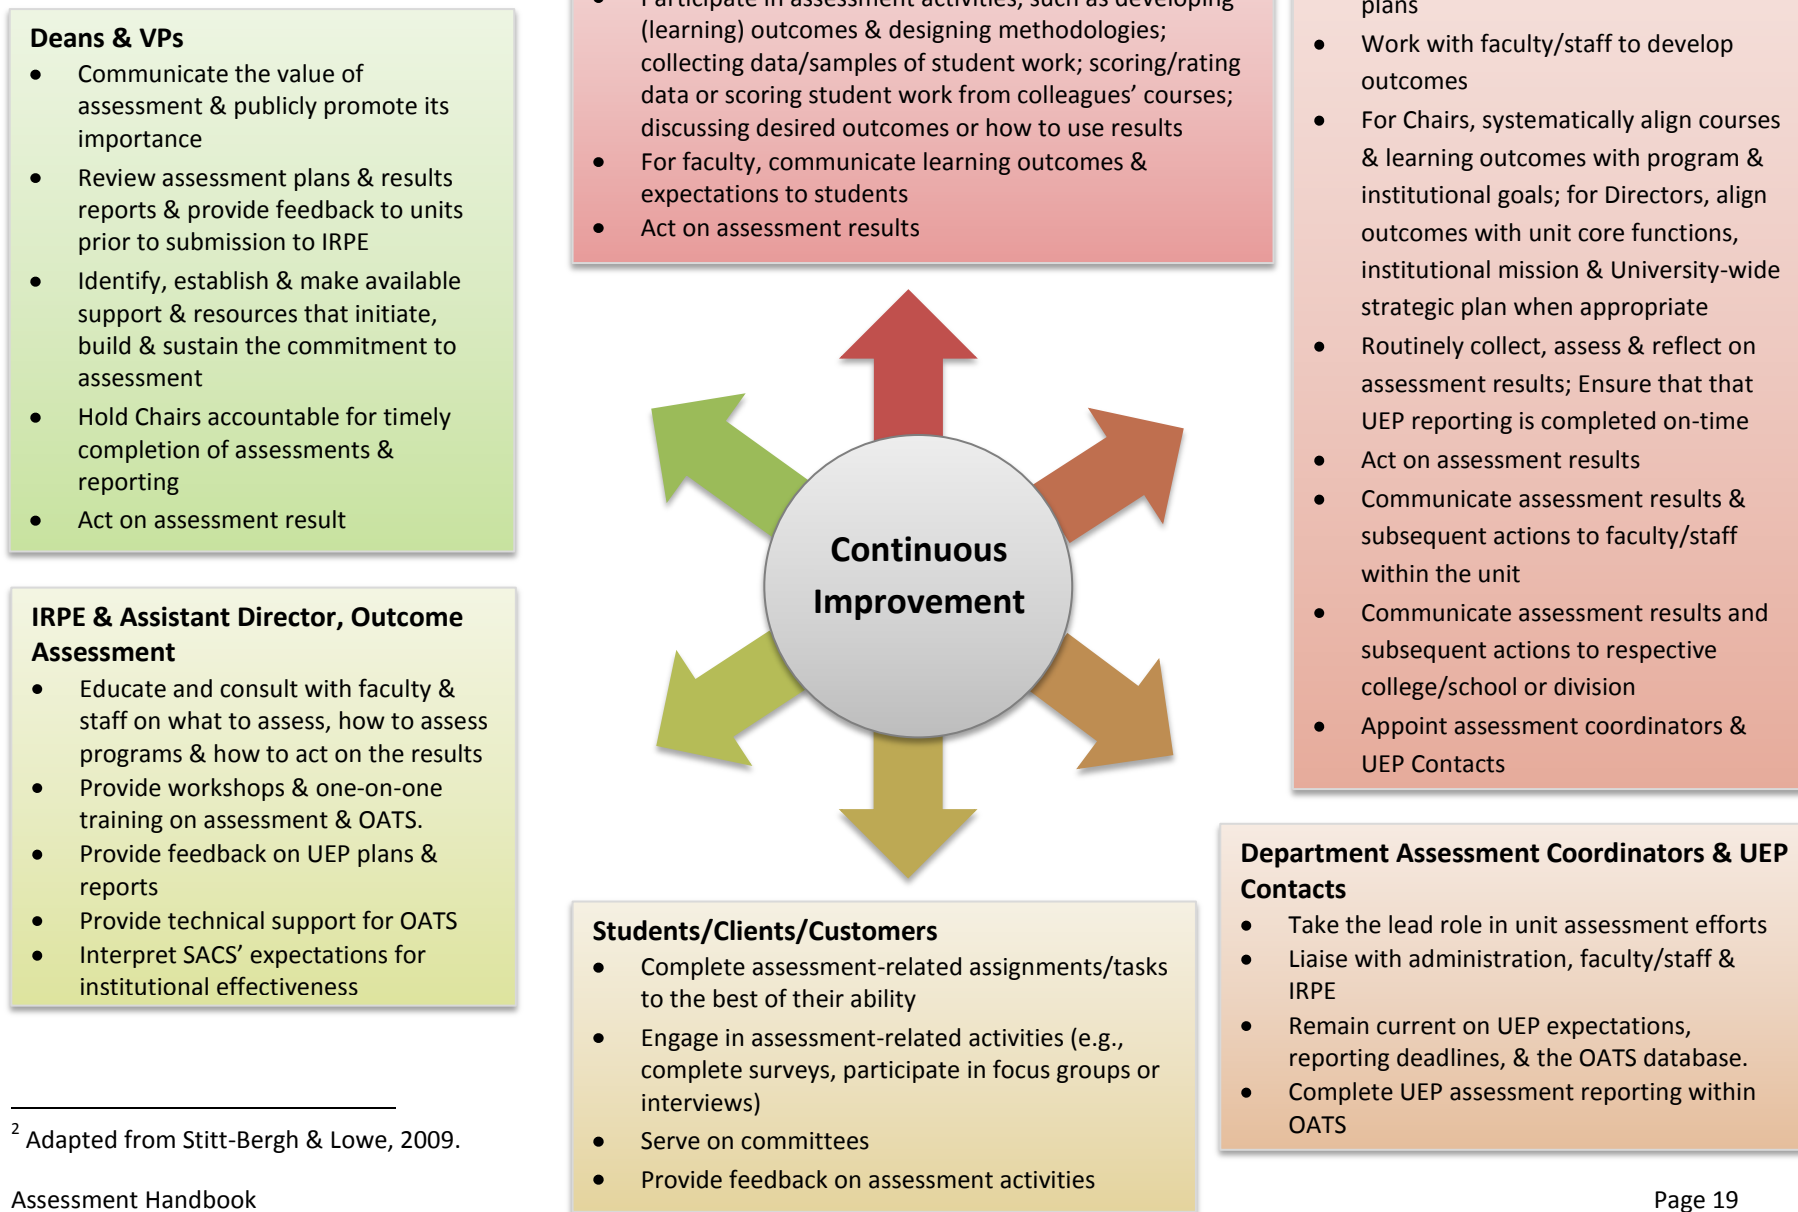 Deans & VPs
• Communicate the value of
assessment & publicly promote its
importance
• Review assessment plans & results
reports & provide feedback to units
prior to submission to IRPE
• Identify, establish & make available
support & resources that initiate,
build & sustain the commitment to
assessment
• Hold Chairs accountable for timely
completion of assessments &
reporting
• Act on assessment result
IRPE & Assistant Director, Outcome
Assessment
• Educate and consult with faculty &
staff on what to assess, how to assess
programs & how to act on the results
• Provide workshops & one-on-one
training on assessment & OATS.
• Provide feedback on UEP plans &
reports
• Provide technical support for OATS
• Interpret SACS’ expectations for
institutional effectiveness
• Participate in assessment activities, such as developing
(learning) outcomes & designing methodologies;
collecting data/samples of student work; scoring/rating
data or scoring student work from colleagues’ courses;
discussing desired outcomes or how to use results
• For faculty, communicate learning outcomes &
expectations to students
• Act on assessment results
Continuous
Improvement
Students/Clients/Customers
• Complete assessment-related assignments/tasks
to the best of their ability
• Engage in assessment-related activities (e.g.,
complete surveys, participate in focus groups or
interviews)
• Serve on committees
• Provide feedback on assessment activities
plans
• Work with faculty/staff to develop
outcomes
• For Chairs, systematically align courses
& learning outcomes with program &
institutional goals; for Directors, align
outcomes with unit core functions,
institutional mission & University-wide
strategic plan when appropriate
• Routinely collect, assess & reflect on
assessment results; Ensure that that
UEP reporting is completed on-time
• Act on assessment results
• Communicate assessment results &
subsequent actions to faculty/staff
within the unit
• Communicate assessment results and
subsequent actions to respective
college/school or division
• Appoint assessment coordinators &
UEP Contacts
Department Assessment Coordinators & UEP
Contacts
• Take the lead role in unit assessment efforts
• Liaise with administration, faculty/staff &
IRPE
• Remain current on UEP expectations,
reporting deadlines, & the OATS database.
• Complete UEP assessment reporting within
OATS
2 Adapted from Stitt-Bergh & Lowe, 2009.
Assessment Handbook
Page 19